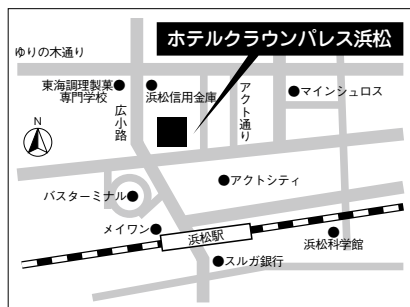 ホテルクラウンパレス浜松
ゆりの木通り
東海調理製菓
専門学校
浜松信用金庫
マインシュロス
広小路
アクト通り
N
アクトシティ
バスターミナル
メイワン
浜松駅
浜松科学館
スルガ銀行